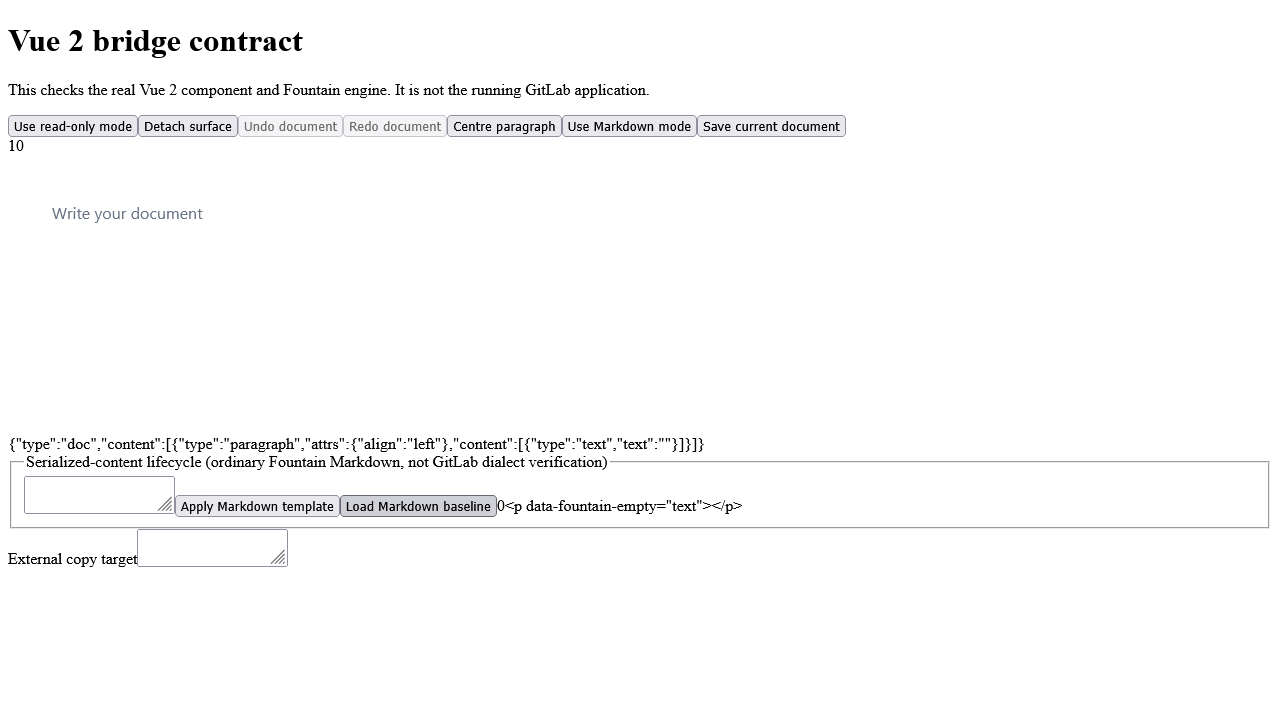 Vue 2 bridge contract
This checks the real Vue 2 component and Fountain engine. It is not the running GitLab application.
Use read-only mode Detach surface Undo document Redo document Centre paragraph Use Markdown mode Save current document
10
Write your document
{"type":"doc","content":[{"type":"paragraph","attrs":{"align":"left"},"content":[{"type":"text","text":""}]}]}
Serialized-content lifecycle (ordinary Fountain Markdown, not GitLab dialect verification)
Apply Markdown template Load Markdown baseline 0<p data-fountain-empty="text"></p>
External copy target